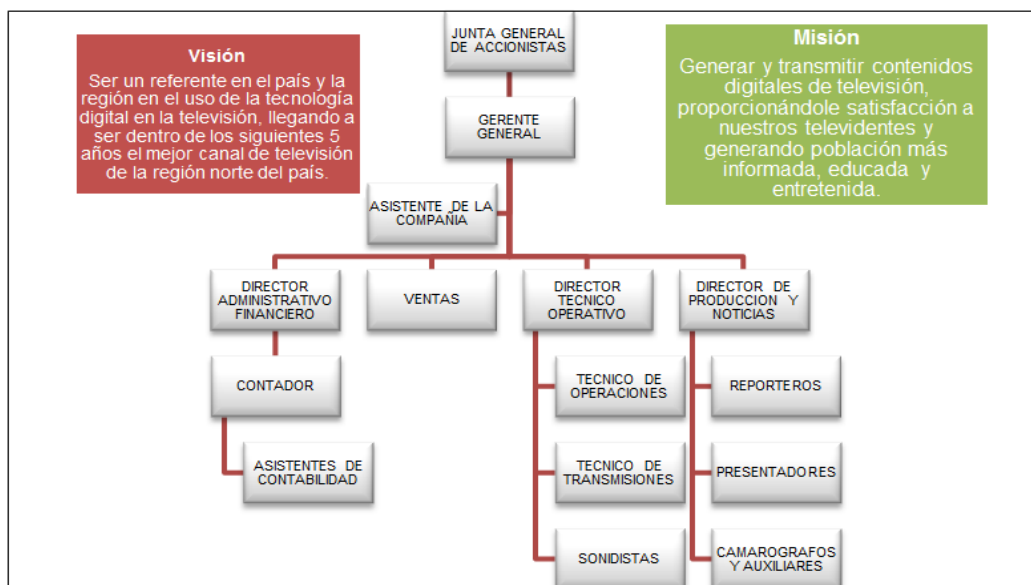 JUNTA GENERAL
DE ACCIONISTAS
Visión
Ser un referente en el país y la
región en el uso de la tecnología
digital en la televisión, llegando a
ser dentro de los siguientes 5
años el mejor canal de televisión
de la región norte del país.
Misión
Generar y transmitir contenidos
digitales de televisión,
proporcionándole satisfacción a
nuestros televidentes y
generando población más
informada, educada y
entretenida.
GERENTE
GENERAL
ASISTENTE DE LA
COMPAÑIA
DIRECTOR
ADMINISTRATIVO
FINANCIERO
VENTAS
DIRECTOR
TECNICO
OPERATIVO
DIRECTOR DE
PRODUCCION Y
NOTICIAS
CONTADOR
TECNICO DE
OPERACIONES
REPORTEROS
ASISTENTES DE
CONTABILIDAD
TECNICO DE
TRANSMISIONES
PRESENTADORES
SONIDISTAS
CAMAROGRAFOS
Y AUXILIARES